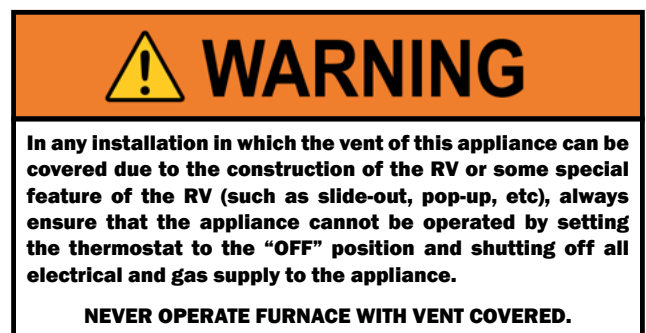 WARNING
In any installation in which the vent of this appliance can be
covered due to the construction of the RV or some special
feature of the RV (such as slide-out, pop-up, etc), always
ensure that the appliance cannot be operated by setting
the thermostat to the “OFF” position and shutting off all
electrical and gas supply to the appliance.
NEVER OPERATE FURNACE WITH VENT COVERED.